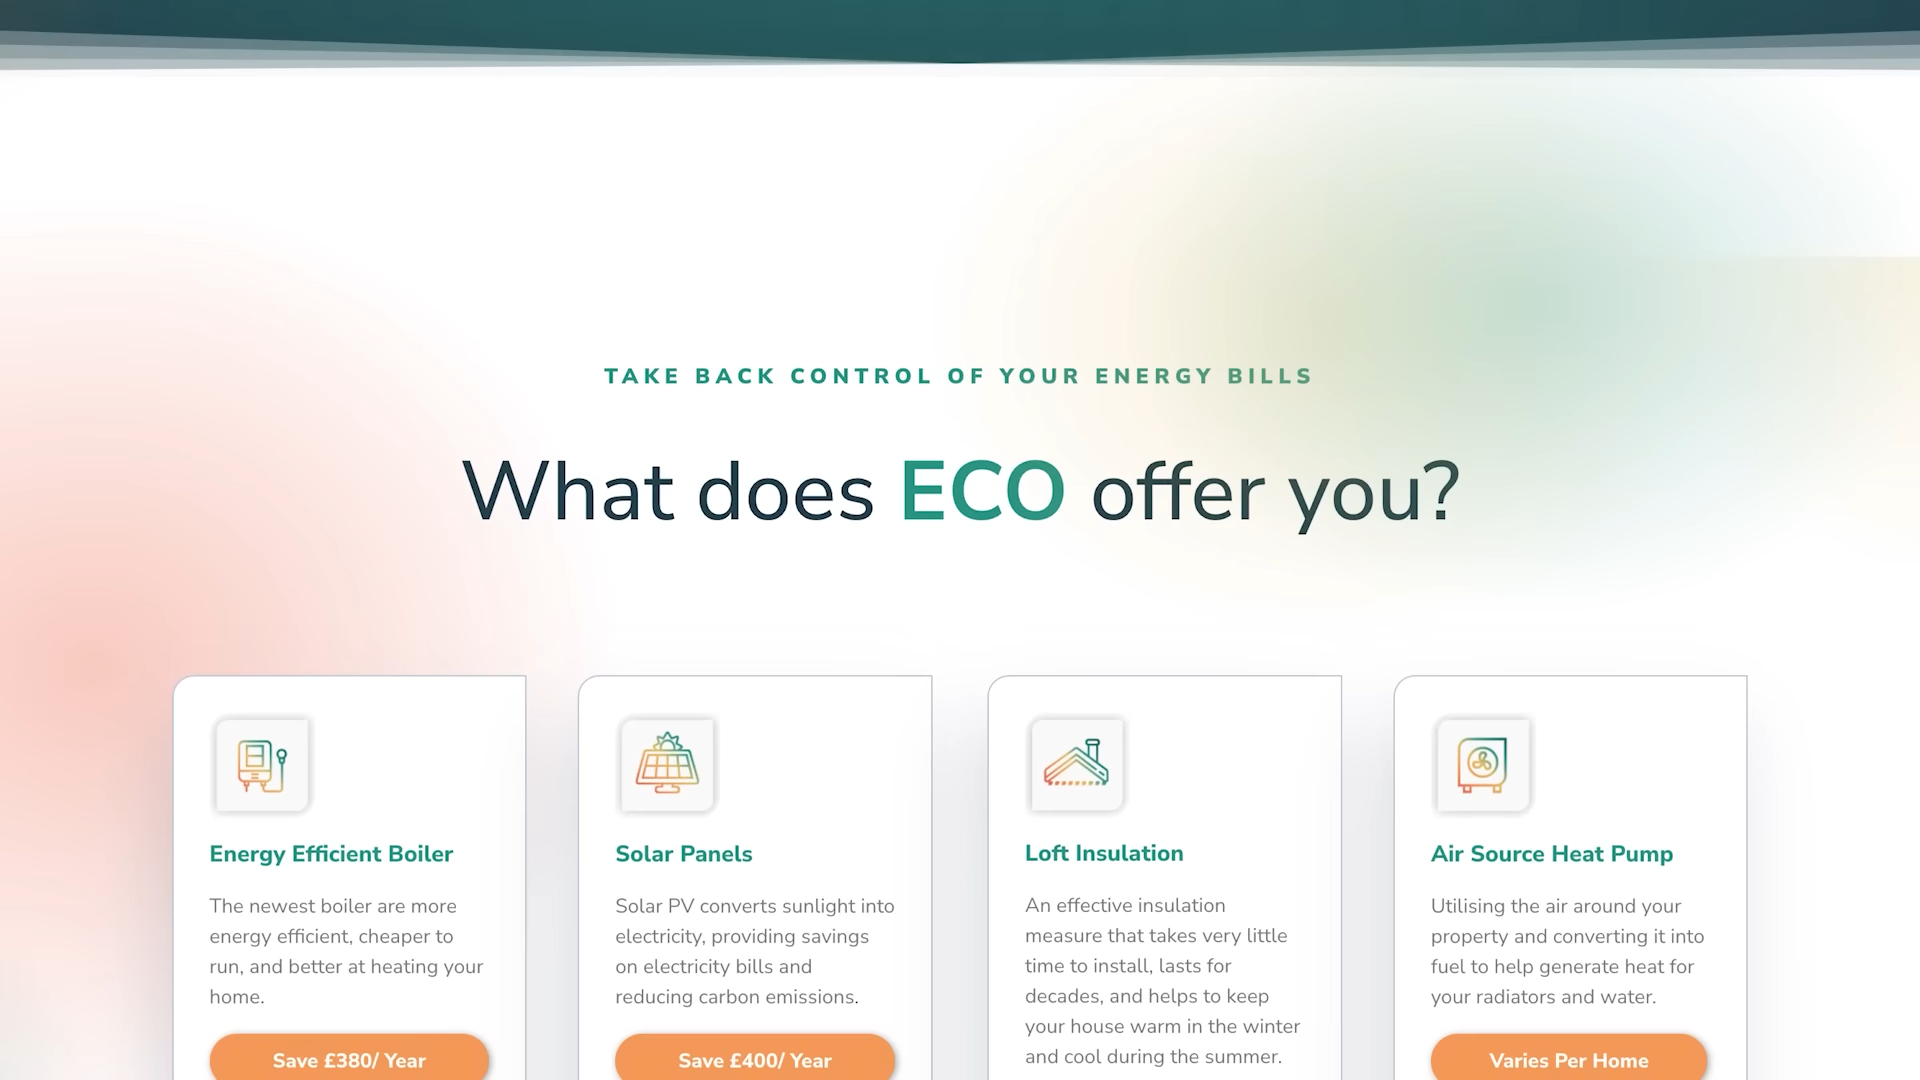 TAKE BACK CONTROL OF YOUR ENERGY BILLS
What does ECO offer you?
Energy Efficient Boiler
The newest boiler are more
energy efficient, cheaper to
run, and better at heating your
home.
Save £380/ Year
Solar Panels
Solar PV converts sunlight into
electricity, providing savings
on electricity bills and
reducing carbon emissions.
Save £400/ Year
Loft Insulation
An effective insulation
measure that takes very little
time to install, lasts for
decades, and helps to keep
your house warm in the winter
and cool during the summer.
Air Source Heat Pump
Utilising the air around your
property and converting it into
fuel to help generate heat for
your radiators and water.
Varies Per Home